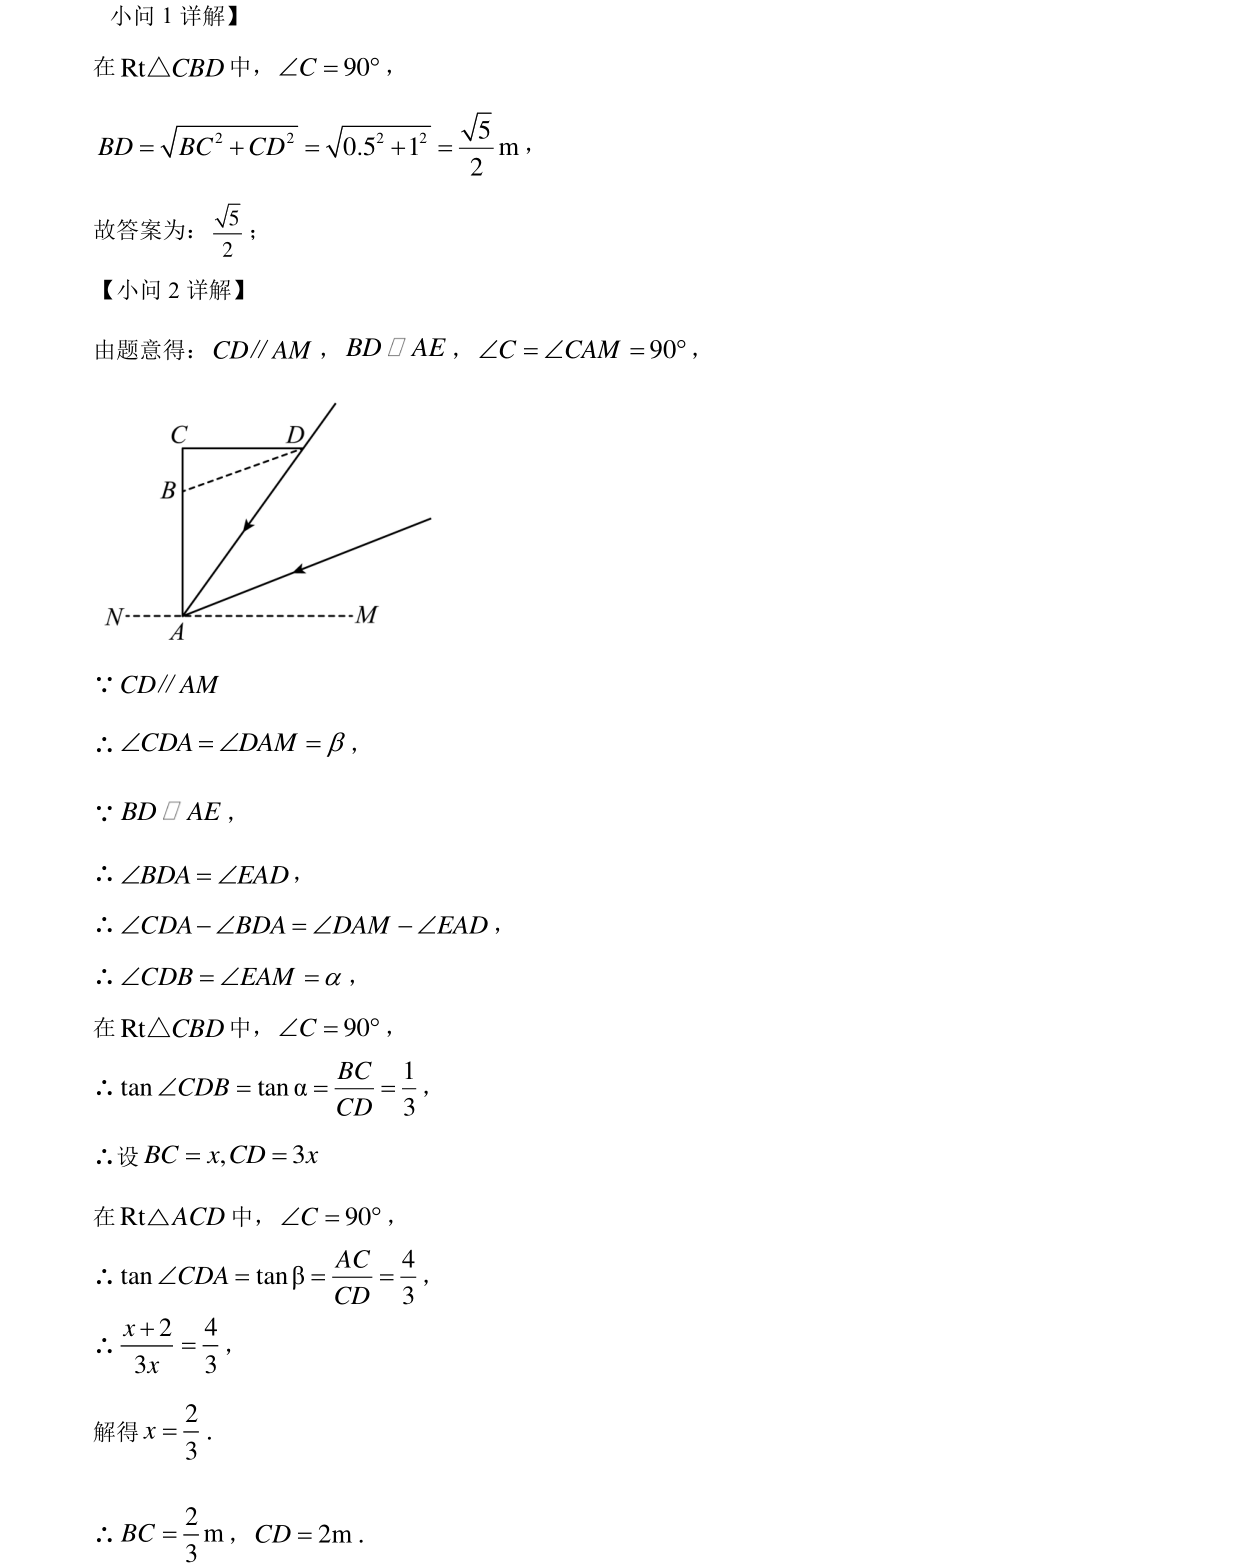 小问 1 详解】
在 Rt△CBD 中，∠C = 90°，
BD = √(BC² + CD²) = √(0.5² + 1²) = √5/2 m，
故答案为：√5/2；
【小问 2 详解】
由题意得：CD // AM，BD □ AE，∠C = ∠CAM = 90°，
C D
B
N A M
∵ CD // AM
∴ ∠CDA = ∠DAM = β，
∵ BD □ AE，
∴ ∠BDA = ∠EAD，
∴ ∠CDA − ∠BDA = ∠DAM − ∠EAD，
∴ ∠CDB = ∠EAM = α，
在 Rt△CBD 中，∠C = 90°，
∴ tan ∠CDB = tan α = BC/CD = 1/3，
∴设 BC = x, CD = 3x
在 Rt△ACD 中，∠C = 90°，
∴ tan ∠CDA = tan β = AC/CD = 4/3，
∴ (x + 2)/3x = 4/3，
解得 x = 2/3．
∴ BC = 2/3 m，CD = 2m．